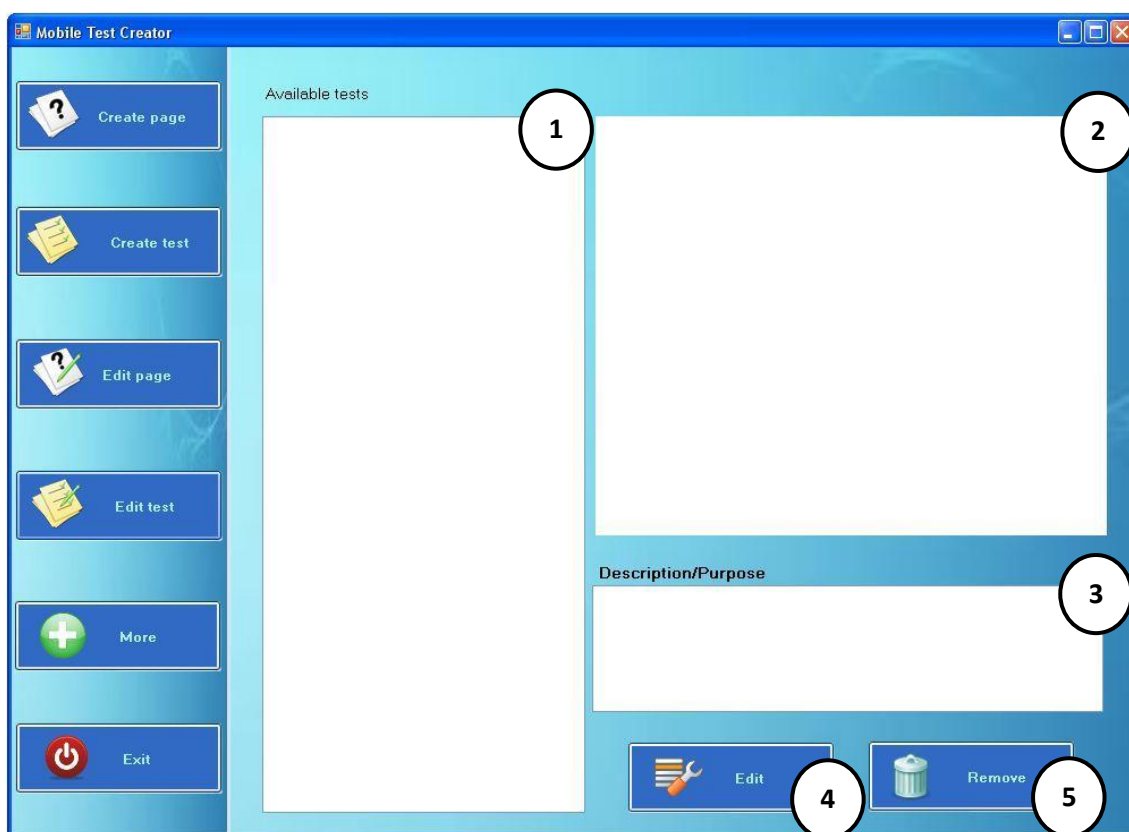 Mobile Test Creator
Create page
Create test
Edit page
Edit test
More
Exit
Available tests
1
2
Description/Purpose
3
Edit
4
Remove
5